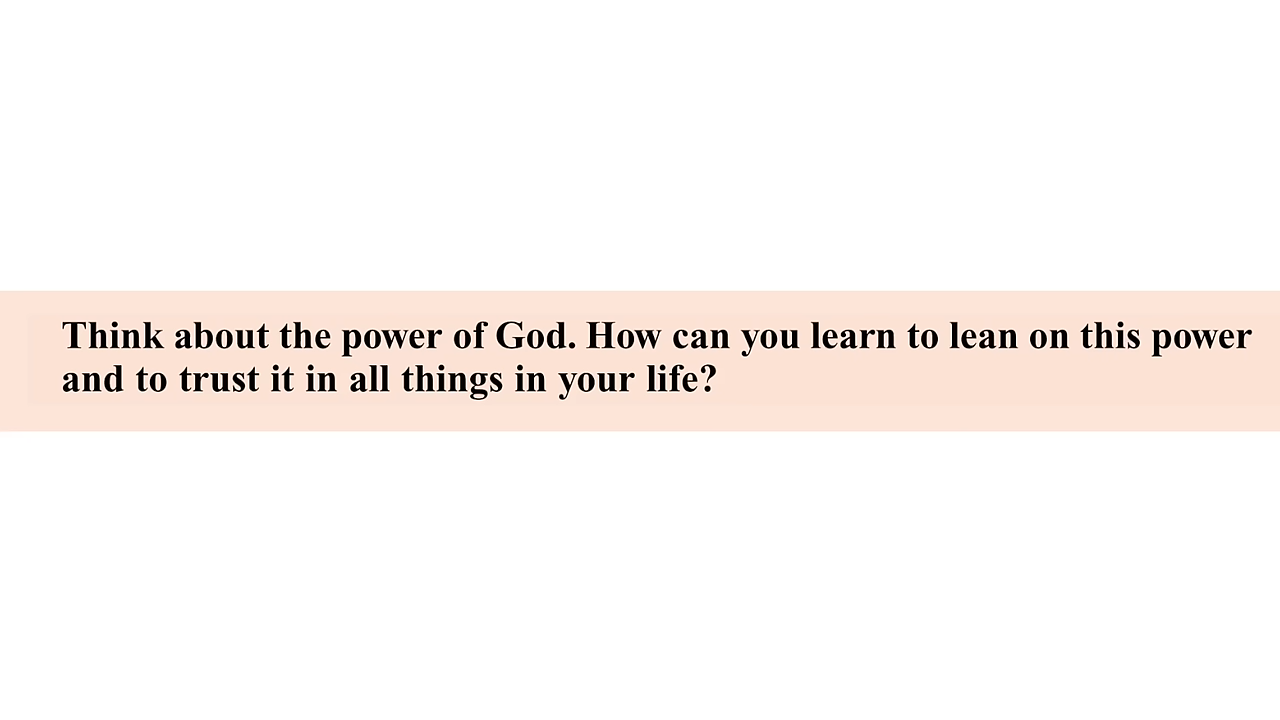 Think about the power of God. How can you learn to lean on this power
and to trust it in all things in your life?